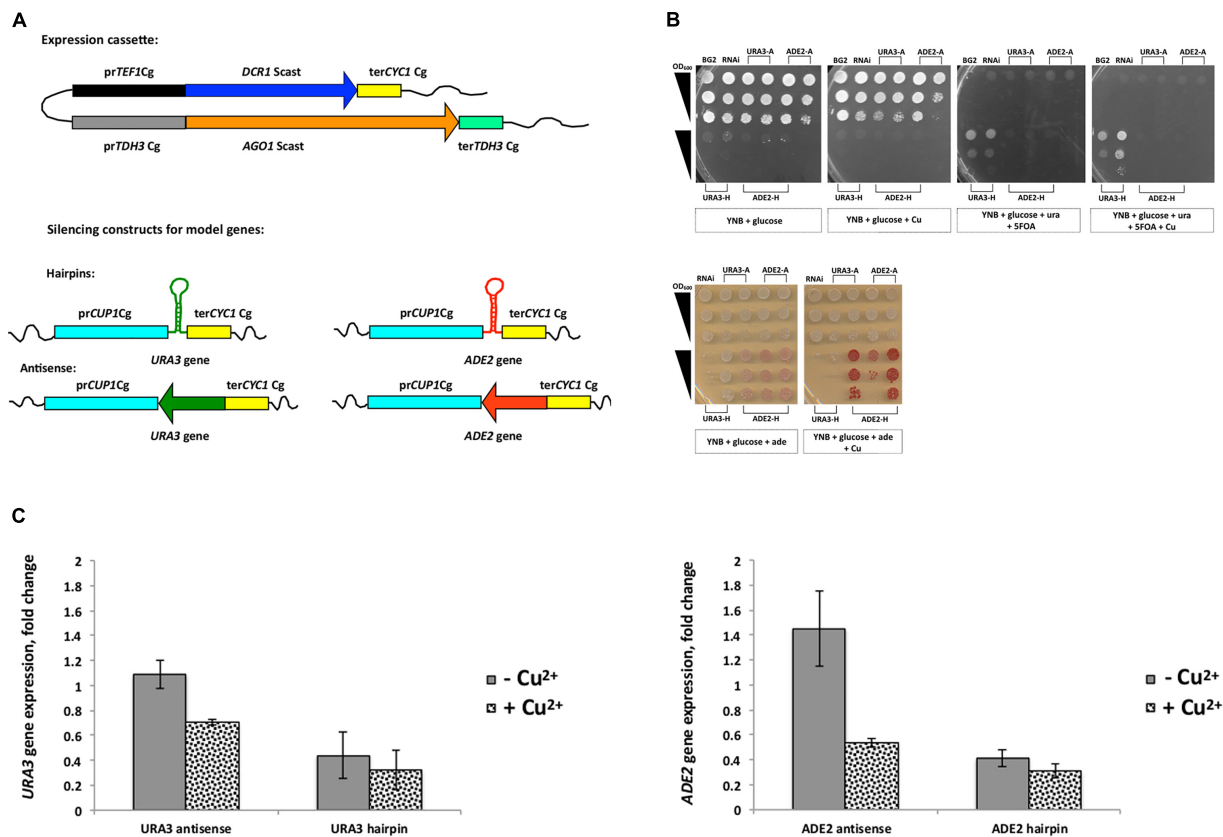 A
Expression cassette:
prTEF1Cg
DCR1 Scast
terCYC1 Cg
prTDH3 Cg
AGO1 Scast
terTDH3 Cg
Silencing constructs for model genes:
Hairpins:
prCUP1Cg
terCYC1 Cg
URA3 gene
prCUP1Cg
terCYC1 Cg
ADE2 gene
Antisense:
prCUP1Cg
terCYC1 Cg
URA3 gene
prCUP1Cg
terCYC1 Cg
ADE2 gene
B
URA3-A ADE2-A
BG2 RNAi
OD600
URA3-H
ADE2-H
YNB + glucose
URA3-A ADE2-A
BG2 RNAi
URA3-H
ADE2-H
YNB + glucose + Cu
URA3-A ADE2-A
BG2 RNAi
URA3-H
ADE2-H
YNB + glucose + ura
+ 5FOA
URA3-A ADE2-A
BG2 RNAi
URA3-H
ADE2-H
YNB + glucose + ura
+ 5FOA + Cu
URA3-A ADE2-A
RNAi
OD600
URA3-H
ADE2-H
YNB + glucose + ade
URA3-A ADE2-A
RNAi
URA3-H
ADE2-H
YNB + glucose + ade
+ Cu
C
URA3 gene expression, fold change
2
1.8
1.6
1.4
1.2
1
0.8
0.6
0.4
0.2
0
URA3 antisense
URA3 hairpin
- Cu2+
+ Cu2+
ADE2 gene expression, fold change
2
1.8
1.6
1.4
1.2
1
0.8
0.6
0.4
0.2
0
ADE2 antisense
ADE2 hairpin
- Cu2+
+ Cu2+